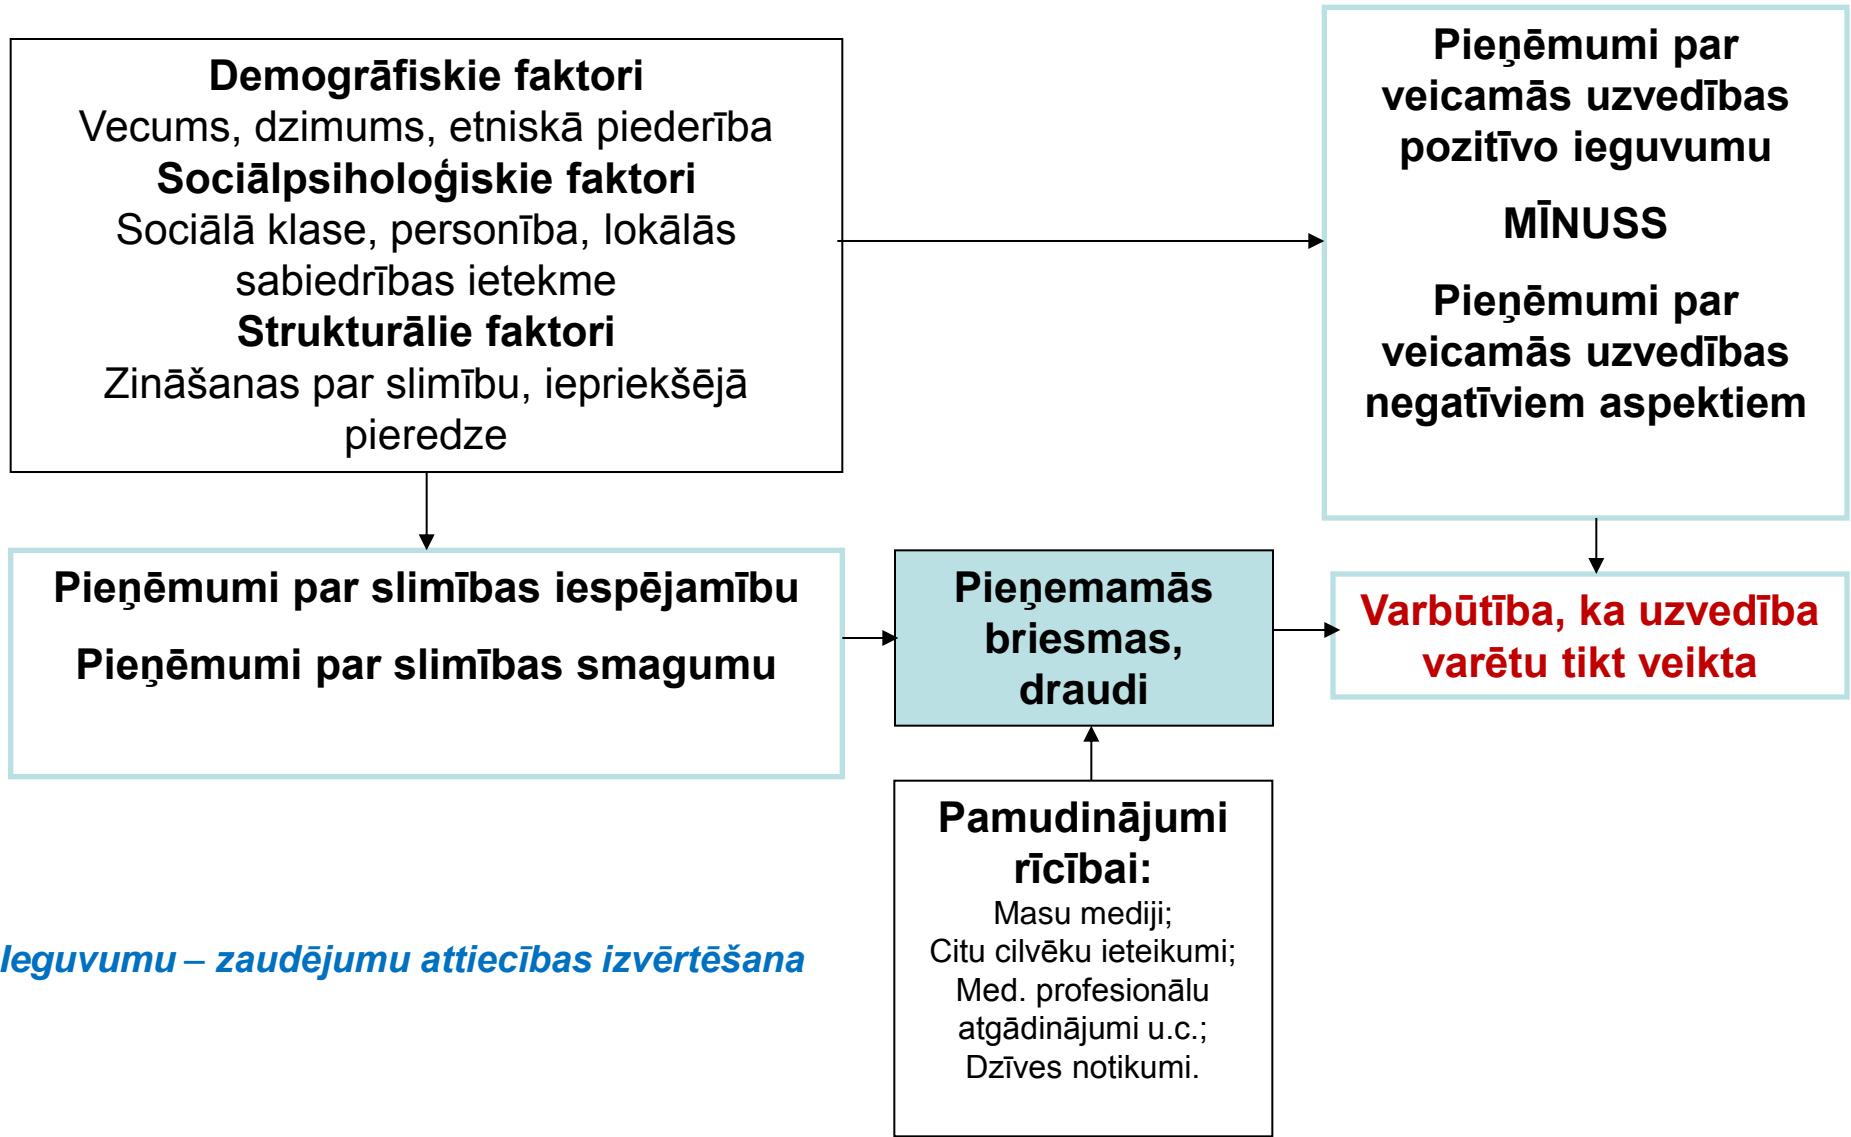 Demogrāfiskie faktori
Vecums, dzimums, etniskā piederība
Sociālpsiholoģiskie faktori
Sociālā klase, personība, lokālās
sabiedrības ietekme
Strukturālie faktori
Zināšanas par slimību, iepriekšējā
pieredze
Pieņēmumi par
veicamās uzvedības
pozitīvo ieguvumu
MĪNUSS
Pieņēmumi par
veicamās uzvedības
negatīviem aspektiem
Pieņēmumi par slimības iespējamību
Pieņēmumi par slimības smagumu
Pieņemamās
briesmas,
draudi
Varbūtība, ka uzvedība
varētu tikt veikta
Pamudinājumi
rīcībai:
Masu mediji;
Citu cilvēku ieteikumi;
Med. profesionālu
atgādinājumi u.c.;
Dzīves notikumi.
Ieguvumu – zaudējumu attiecības izvērtēšana